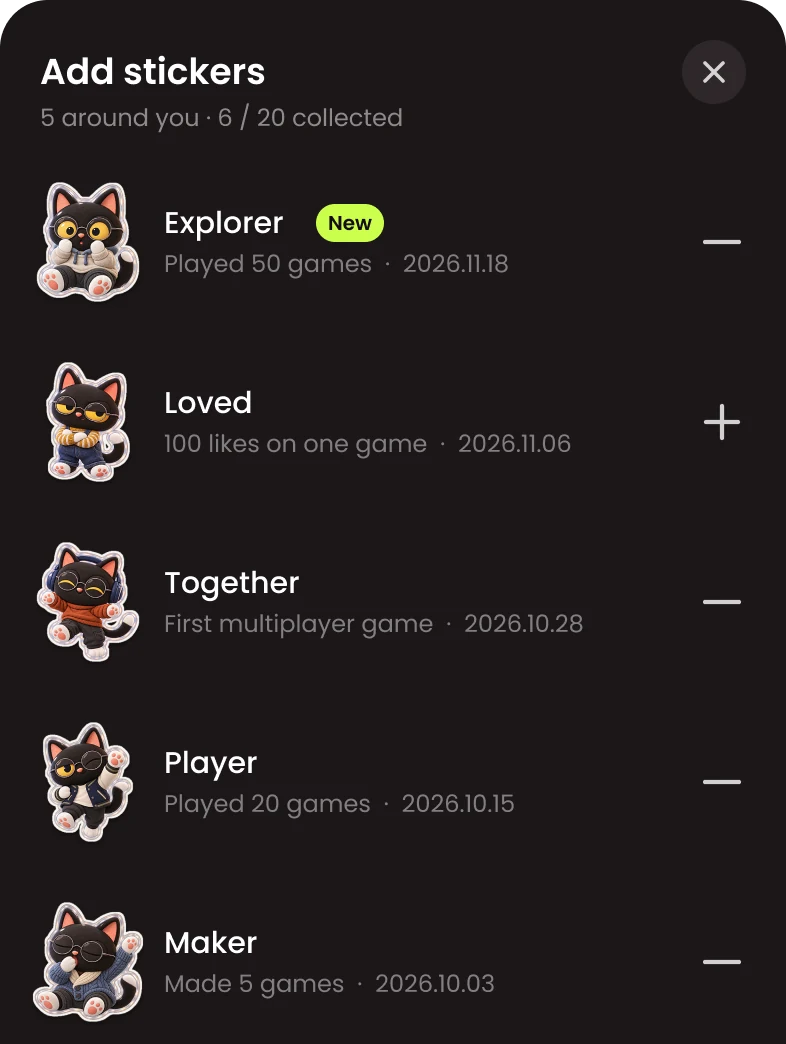 Add stickers
5 around you · 6 / 20 collected
Explorer New
Played 50 games · 2026.11.18
Loved
100 likes on one game · 2026.11.06
Together
First multiplayer game · 2026.10.28
Player
Played 20 games · 2026.10.15
Maker
Made 5 games · 2026.10.03